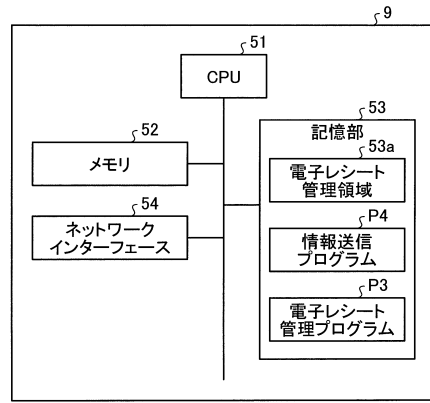 9
51
CPU
52
メモリ
54
ネットワーク
インターフェース
53
記憶部
53a
電子レシート
管理領域
P4
情報送信
プログラム
P3
電子レシート
管理プログラム